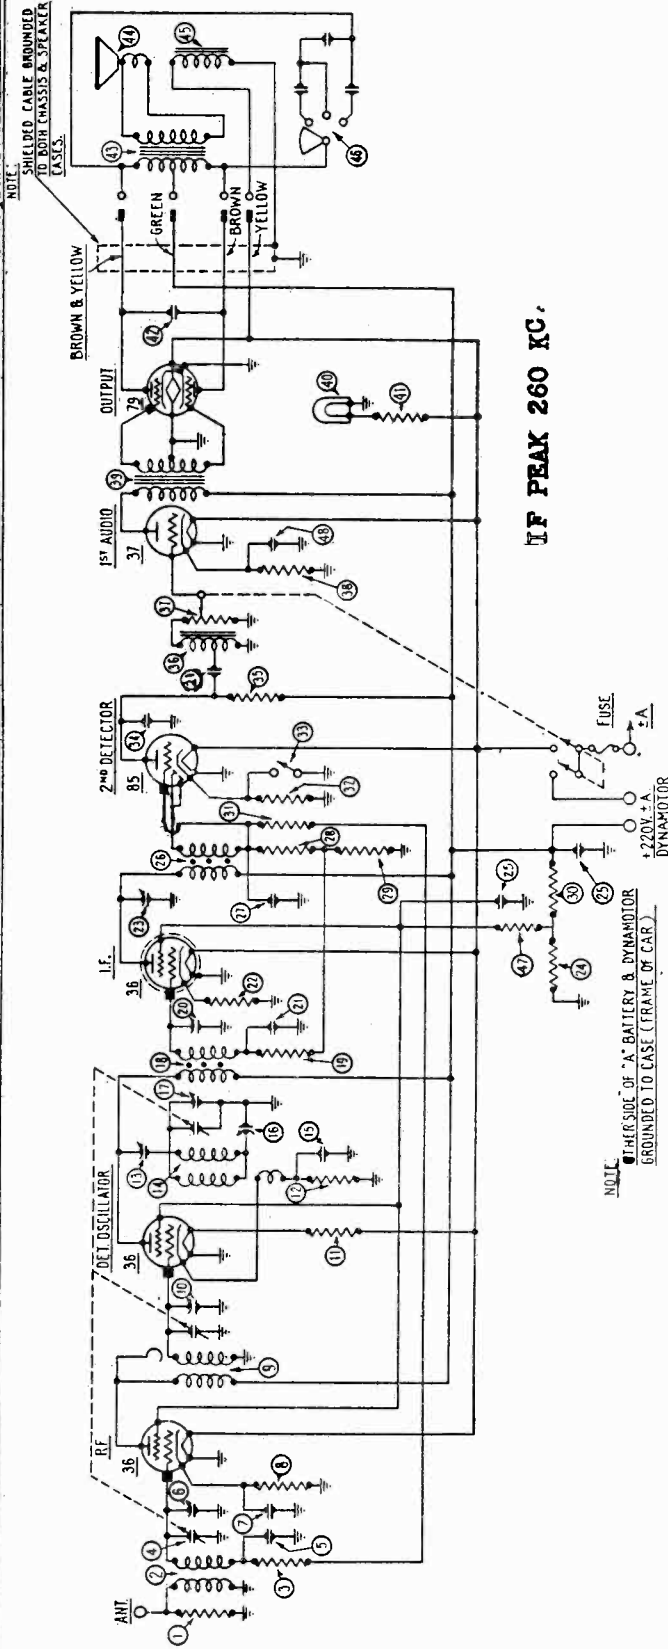 NOTE:
SHIELDED CABLE GROUNDED
TO BOTH CHASSIS & SPEAKER
CASES.
BROWN & YELLOW
GREEN
BROWN
YELLOW
OUTPUT
79
1ST AUDIO
37
2ND DETECTOR
85
I.F.
36
DET. OSCILLATOR
36
R.F.
36
ANT.
1
2
3
4
5
6
7
8
9
10
11
12
13
14
15
16
17
18
19
20
21
22
23
24
25
25
26
27
28
29
30
31
32
33
34
35
36
37
38
39
40
41
42
43
44
45
46
47
48
21
IF PEAK 260 KC.
FUSE
±A
+220V. ±A
DYNAMOTOR
NOTE:
OTHER SIDE OF "A" BATTERY & DYNAMOTOR
GROUNDED TO CASE (FRAME OF CAR)